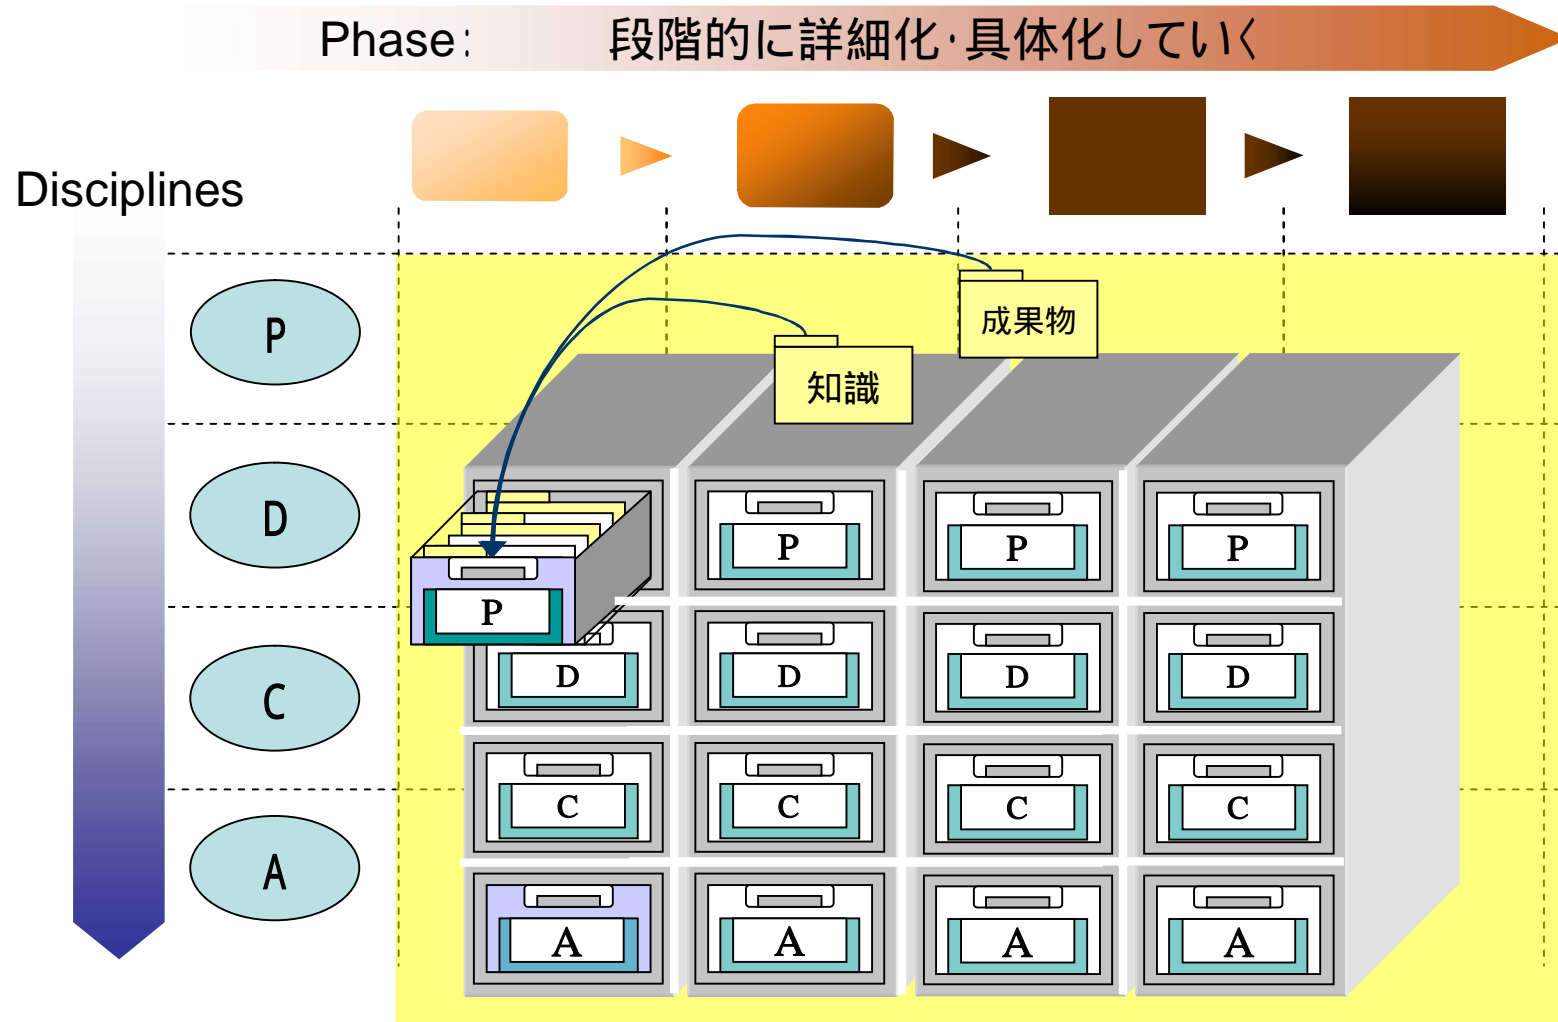 Phase: 段階的に詳細化・具体化していく
Disciplines
P
成果物
知識
D
P P P P
D D D D
C
C C C C
A
A A A A